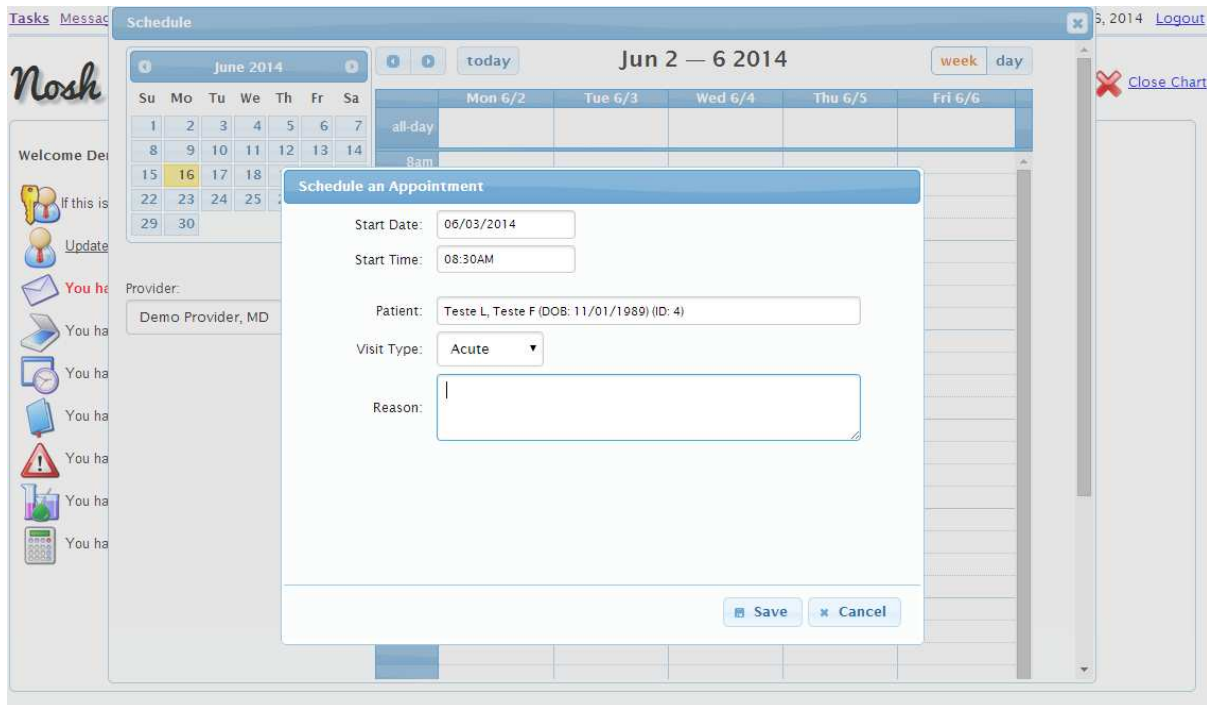 Tasks Messag
Schedule
, 2014 Logout
Nosh
Close Chart
June 2014
today
Jun 2 — 6 2014
week day
Su Mo Tu We Th Fr Sa
1 2 3 4 5 6 7
8 9 10 11 12 13 14
15 16 17 18
22 23 24 25
29 30
Mon 6/2 Tue 6/3 Wed 6/4 Thu 6/5 Fri 6/6
all-day
8am
Welcome De
If this is
Update
You ha
You ha
You ha
You ha
You ha
You ha
You ha
Provider:
Demo Provider, MD
Schedule an Appointment
Start Date: 06/03/2014
Start Time: 08:30AM
Patient: Teste L, Teste F (DOB: 11/01/1989) (ID: 4)
Visit Type: Acute
Reason:
Save Cancel